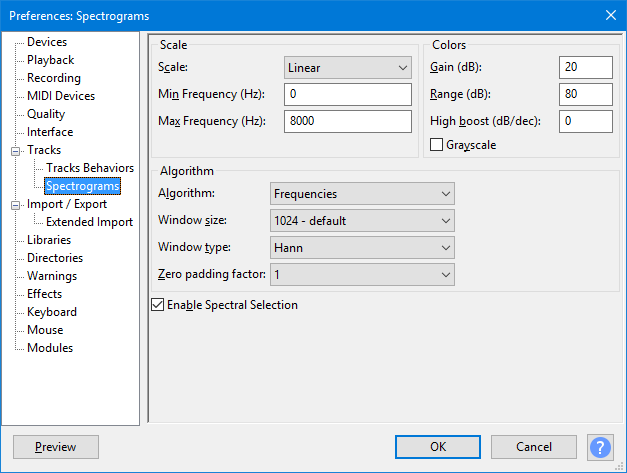 Preferences: Spectrograms
Devices
Playback
Recording
MIDI Devices
Quality
Interface
Tracks
Tracks Behaviors
Spectrograms
Import / Export
Extended Import
Libraries
Directories
Warnings
Effects
Keyboard
Mouse
Modules
Scale
Scale: Linear
Min Frequency (Hz): 0
Max Frequency (Hz): 8000
Colors
Gain (dB): 20
Range (dB): 80
High boost (dB/dec): 0
Grayscale
Algorithm
Algorithm: Frequencies
Window size: 1024 - default
Window type: Hann
Zero padding factor: 1
Enable Spectral Selection
Preview OK Cancel ?